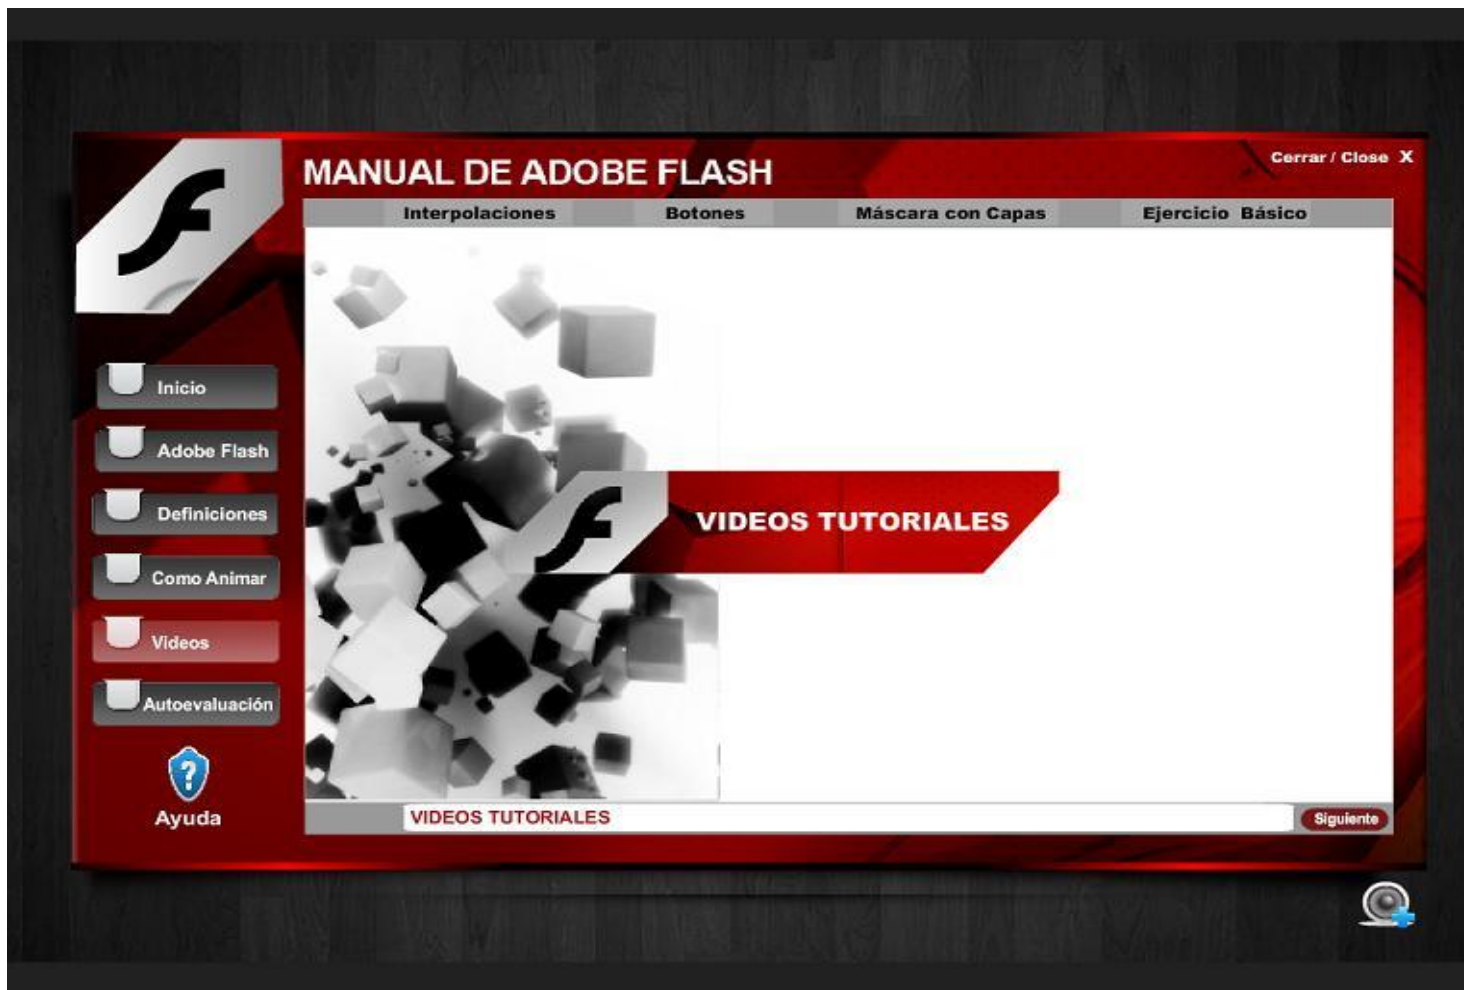 Cerrar / Close X
MANUAL DE ADOBE FLASH
Interpolaciones Botones Máscara con Capas Ejercicio Básico
Inicio
Adobe Flash
Definiciones
Como Animar
Videos
Autoevaluación
Ayuda
VIDEOS TUTORIALES
VIDEOS TUTORIALES
Siguiente